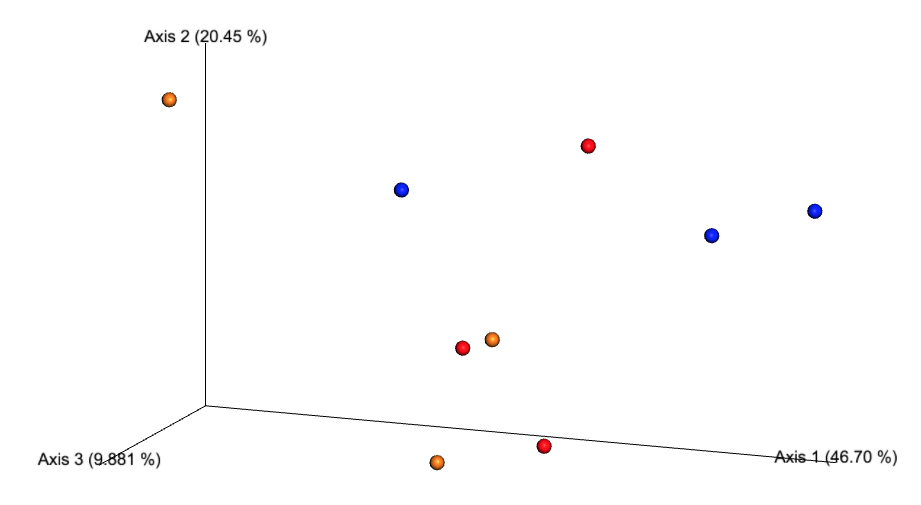 Axis 2 (20.45 %)
Axis 3 (9.881 %)
Axis 1 (46.70 %)